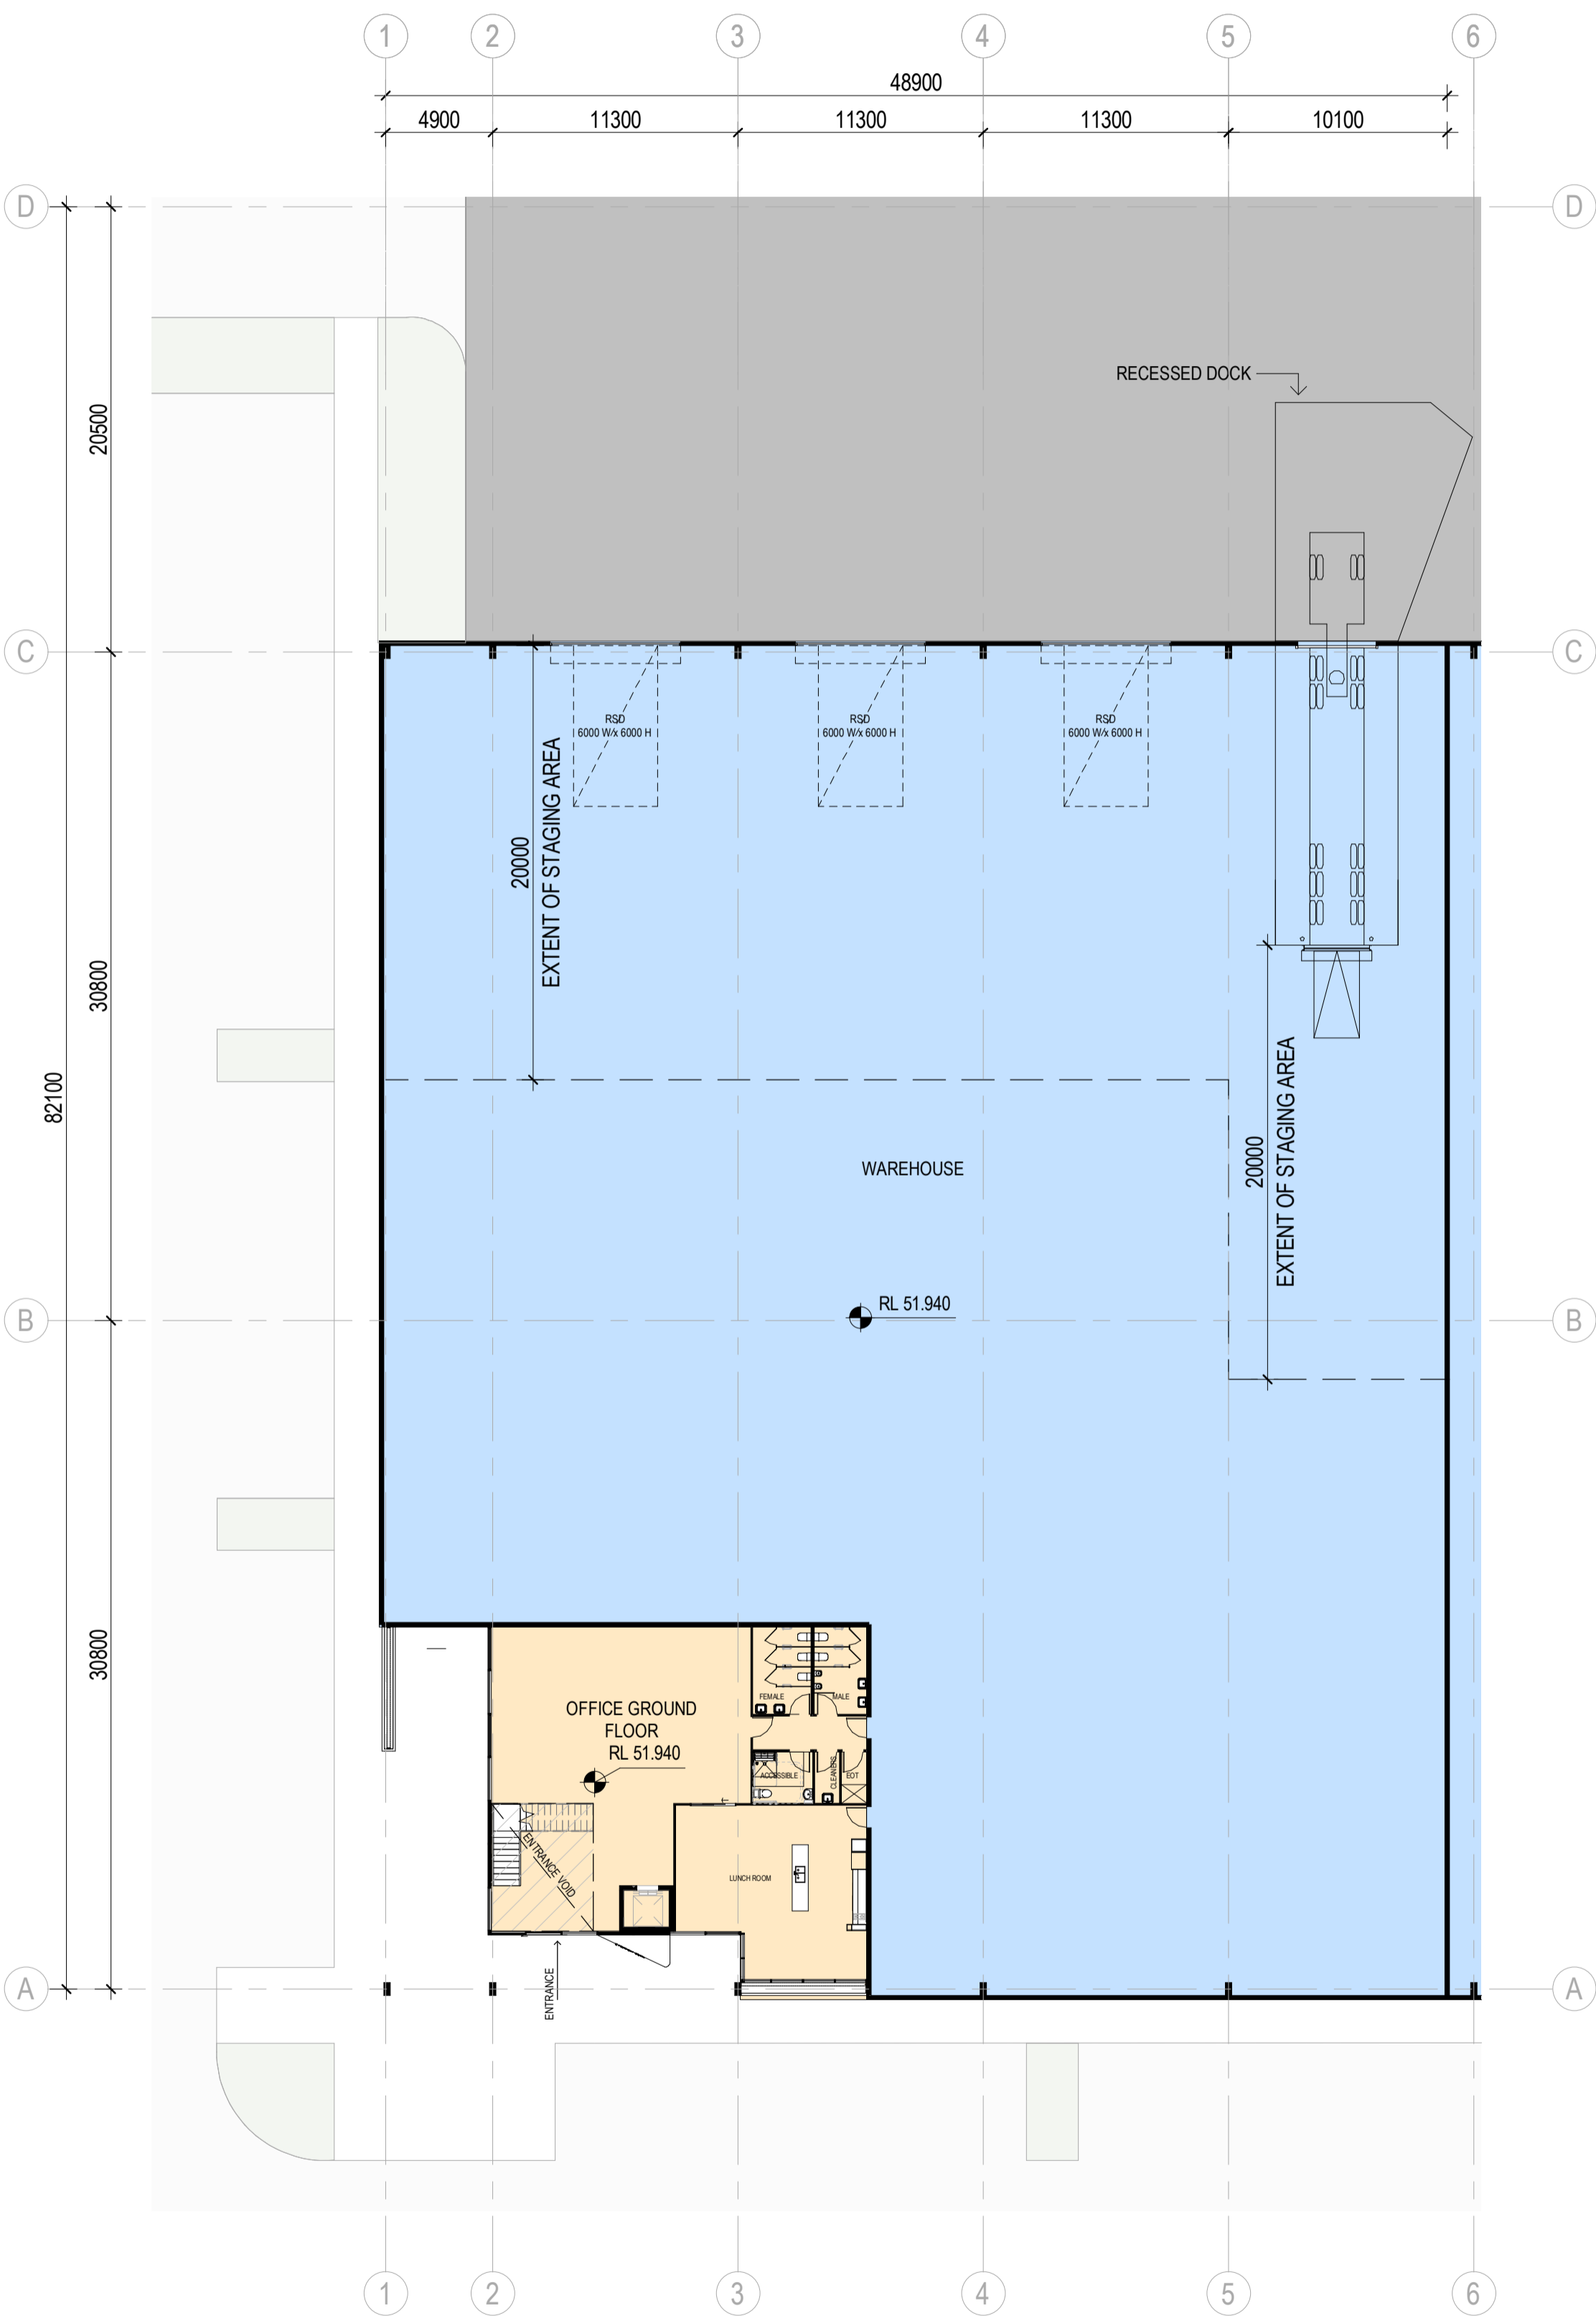 1 2 3 4 5 6
48900
4900 11300 11300 11300 10100
D D
RECESSED DOCK
20500
C C
RSD
6000 W x 6000 H
RSD
6000 W x 6000 H
RSD
6000 W x 6000 H
20000
EXTENT OF STAGING AREA
30800
82100
WAREHOUSE
20000
EXTENT OF STAGING AREA
RL 51.940
B B
30800
FEMALE
MALE
OFFICE GROUND
FLOOR
RL 51.940
ACCESSIBLE
CLEANERS
EOT
ENTRANCE VOID
LUNCH ROOM
ENTRANCE
A A
1 2 3 4 5 6